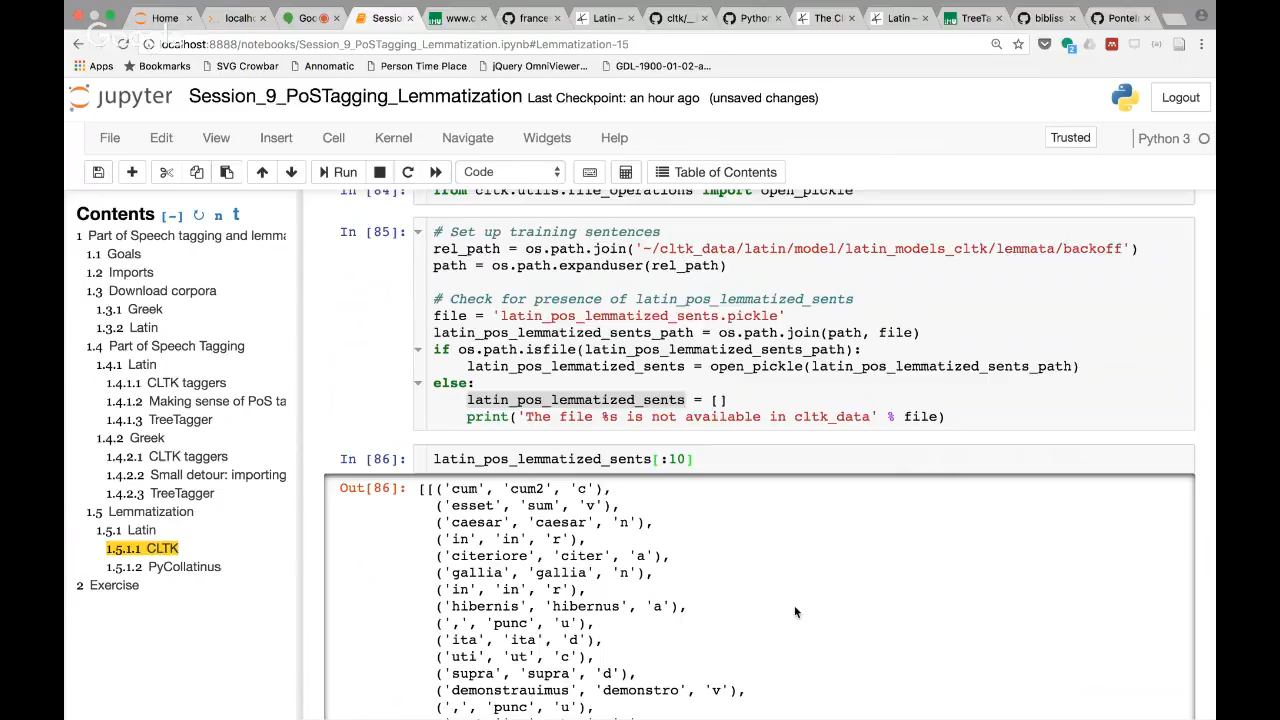 Home
localh
Goo
Sessi
www.c
france
Latin –
cltk/_
Pytho
The Cl
Latin –
TreeTa
bibliss
Pontel
localhost:8888/notebooks/Session_9_PoSTagging_Lemmatization.ipynb#Lemmatization-15
Apps Bookmarks SVG Crowbar Annomatic Person Time Place jQuery OmniViewer... GDL-1900-01-02-a...
jupyter Session_9_PoSTagging_Lemmatization Last Checkpoint: an hour ago (unsaved changes) Logout
File Edit View Insert Cell Kernel Navigate Widgets Help Trusted Python 3
Run Code Table of Contents
Contents [-] n t
1 Part of Speech tagging and lemma
1.1 Goals
1.2 Imports
1.3 Download corpora
1.3.1 Greek
1.3.2 Latin
1.4 Part of Speech Tagging
1.4.1 Latin
1.4.1.1 CLTK taggers
1.4.1.2 Making sense of PoS ta
1.4.1.3 TreeTagger
1.4.2 Greek
1.4.2.1 CLTK taggers
1.4.2.2 Small detour: importing
1.4.2.3 TreeTagger
1.5 Lemmatization
1.5.1 Latin
1.5.1.1 CLTK
1.5.1.2 PyCollatinus
2 Exercise
In [84]: from cltk.utils.file_operations import open_pickle
In [85]: # Set up training sentences
rel_path = os.path.join('~/cltk_data/latin/model/latin_models_cltk/lemmata/backoff')
path = os.path.expanduser(rel_path)
# Check for presence of latin_pos_lemmatized_sents
file = 'latin_pos_lemmatized_sents.pickle'
latin_pos_lemmatized_sents_path = os.path.join(path, file)
if os.path.isfile(latin_pos_lemmatized_sents_path):
latin_pos_lemmatized_sents = open_pickle(latin_pos_lemmatized_sents_path)
else:
latin_pos_lemmatized_sents = []
print('The file %s is not available in cltk_data' % file)
In [86]: latin_pos_lemmatized_sents[:10]
Out[86]: [[('cum', 'cum2', 'c'),
('esset', 'sum', 'v'),
('caesar', 'caesar', 'n'),
('in', 'in', 'r'),
('citeriore', 'citer', 'a'),
('gallia', 'gallia', 'n'),
('in', 'in', 'r'),
('hibernis', 'hibernus', 'a'),
(',', 'punc', 'u'),
('ita', 'ita', 'd'),
('uti', 'ut', 'c'),
('supra', 'supra', 'd'),
('demonstrauimus', 'demonstro', 'v'),
(',', 'punc', 'u'),